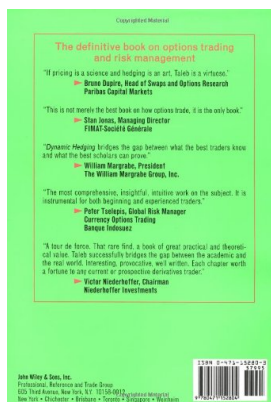 Copyrighted Material
The definitive book on options trading
and risk management
"If pricing is a science and hedging is an art, Taleb is a virtuoso."
Bruno Dupire, Head of Swaps and Options Research
Paribas Capital Markets
"This is not merely the best book on how options trade, it is the only book."
Stan Jonas, Managing Director
FIMAT-Société Générale
"Dynamic Hedging bridges the gap between what the best traders know
and what the best scholars can prove."
William Margrabe, President
The William Margrabe Group, Inc.
"The most comprehensive, insightful, intuitive work on the subject. It is
instrumental for both beginning and experienced traders."
Peter Tselepis, Global Risk Manager
Currency Options Trading
Banque Indosuez
"A tour de force. That rare find, a book of great practical and theoreti-
cal value. Taleb successfully bridges the gap between the academic and
the real world. Interesting, provocative, well written. Each chapter worth
a fortune to any current or prospective derivatives trader."
Victor Niederhoffer, Chairman
Niederhoffer Investments
ISBN 0-471-15280-3
57995
9 780471 152804
John Wiley & Sons, Inc.
Professional, Reference and Trade Group
605 Third Avenue, New York, N.Y. 10158-0012
New York • Chichester • Brisbane • Toronto • Singapore • Weinheim